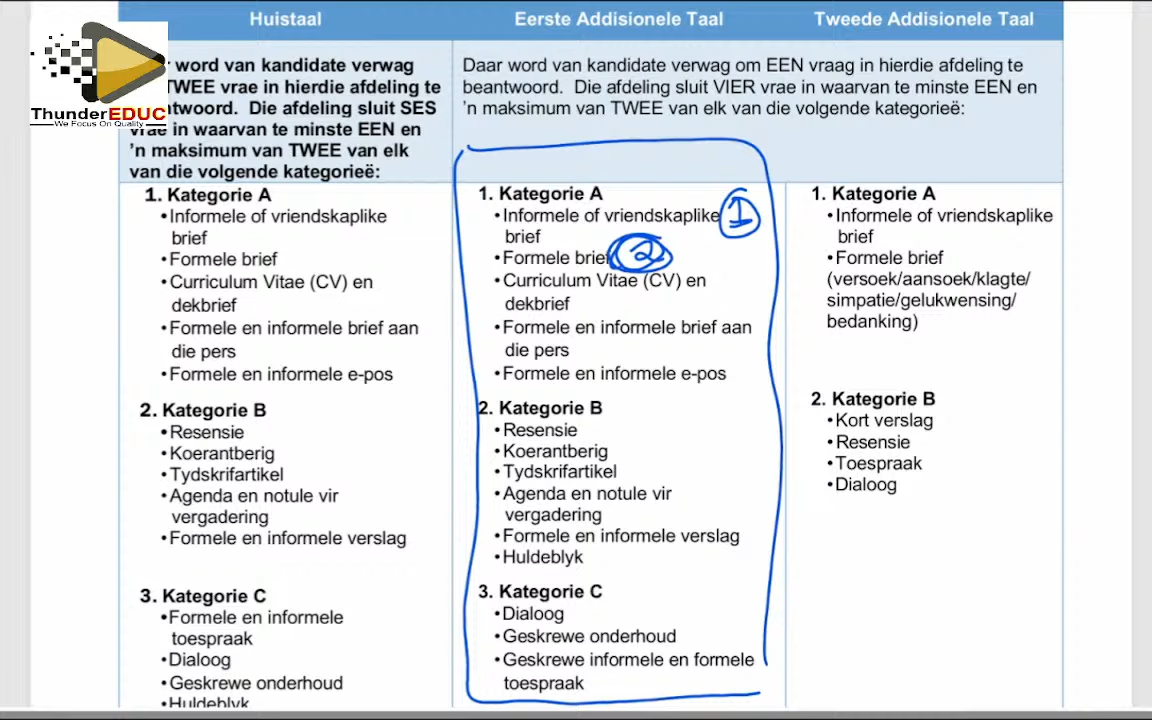 Huistaal
Eerste Addisionele Taal
Tweede Addisionele Taal
ThunderEDUC
We Focus On Quality
word van kandidate verwag
TWEE vrae in hierdie afdeling te
Die afdeling sluit SES
vrae in waarvan te minste EEN en
’n maksimum van TWEE van elk
van die volgende kategorieë:
Daar word van kandidate verwag om EEN vraag in hierdie afdeling te
beantwoord. Die afdeling sluit VIER vrae in waarvan te minste EEN en
’n maksimum van TWEE van elk van die volgende kategorieë:
1. Kategorie A
•Informele of vriendskaplike
brief
•Formele brief
•Curriculum Vitae (CV) en
dekbrief
•Formele en informele brief aan
die pers
•Formele en informele e-pos
2. Kategorie B
•Resensie
•Koerantberig
•Tydskrifartikel
•Agenda en notule vir
vergadering
•Formele en informele verslag
3. Kategorie C
•Formele en informele
toespraak
•Dialoog
•Geskrewe onderhoud
•Huldeblyk
1. Kategorie A
•Informele of vriendskaplike 1
brief
•Formele brief 2
•Curriculum Vitae (CV) en
dekbrief
•Formele en informele brief aan
die pers
•Formele en informele e-pos
2. Kategorie B
•Resensie
•Koerantberig
•Tydskrifartikel
•Agenda en notule vir
vergadering
•Formele en informele verslag
•Huldeblyk
3. Kategorie C
•Dialoog
•Geskrewe onderhoud
•Geskrewe informele en formele
toespraak
1. Kategorie A
•Informele of vriendskaplike
brief
•Formele brief
(versoek/aansoek/klagte/
simpatie/gelukwensing/
bedanking)
2. Kategorie B
•Kort verslag
•Resensie
•Toespraak
•Dialoog